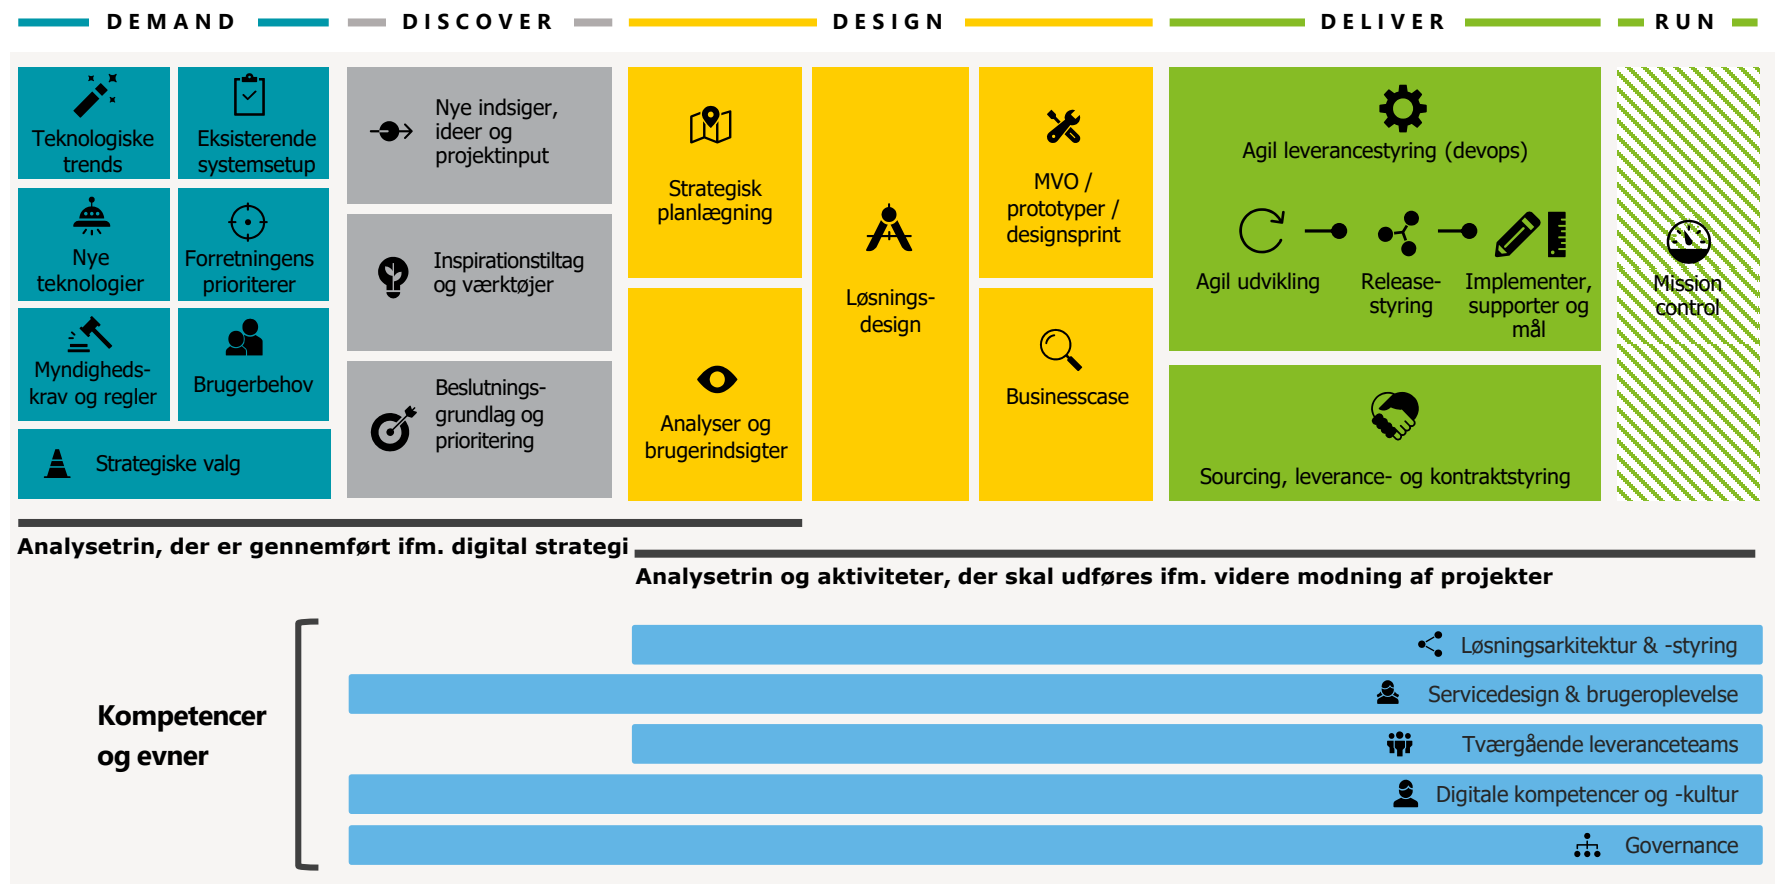 DEMAND
DISCOVER
DESIGN
DELIVER
RUN
Teknologiske
trends
Eksisterende
systemsetup
Nye
teknologier
Forretningens
prioriterer
Myndigheds-
krav og regler
Brugerbehov
Strategiske valg
Nye indsiger,
ideer og
projektinput
Inspirationstiltag
og værktøjer
Beslutnings-
grundlag og
prioritering
Strategisk
planlægning
Analyser og
brugerindsigter
Løsnings-
design
MVO /
prototyper /
designsprint
Businesscase
Agil leverancestyring (devops)
Agil udvikling
Release-
styring
Implementer,
supporter og
mål
Sourcing, leverance- og kontraktstyring
Mission
control
Analysetrin, der er gennemført ifm. digital strategi
Analysetrin og aktiviteter, der skal udføres ifm. videre modning af projekter
Kompetencer
og evner
Løsningsarkitektur & -styring
Servicedesign & brugeroplevelse
Tværgående leveranceteams
Digitale kompetencer og -kultur
Governance